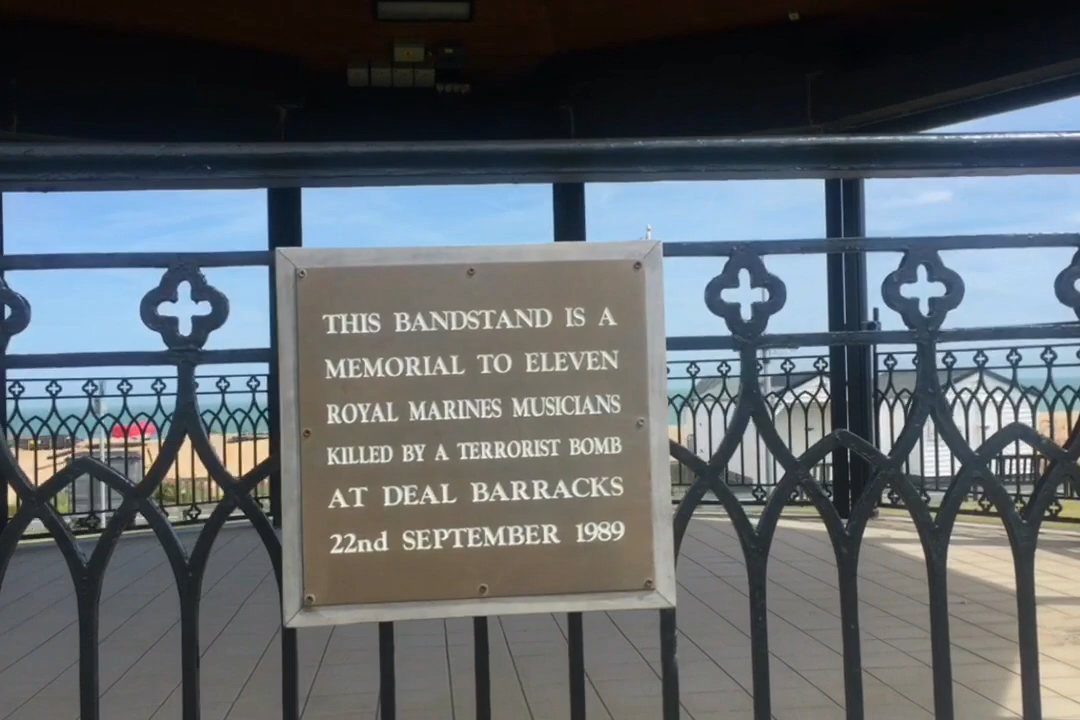 THIS BANDSTAND IS A
MEMORIAL TO ELEVEN
ROYAL MARINES MUSICIANS
KILLED BY A TERRORIST BOMB
AT DEAL BARRACKS
22nd SEPTEMBER 1989